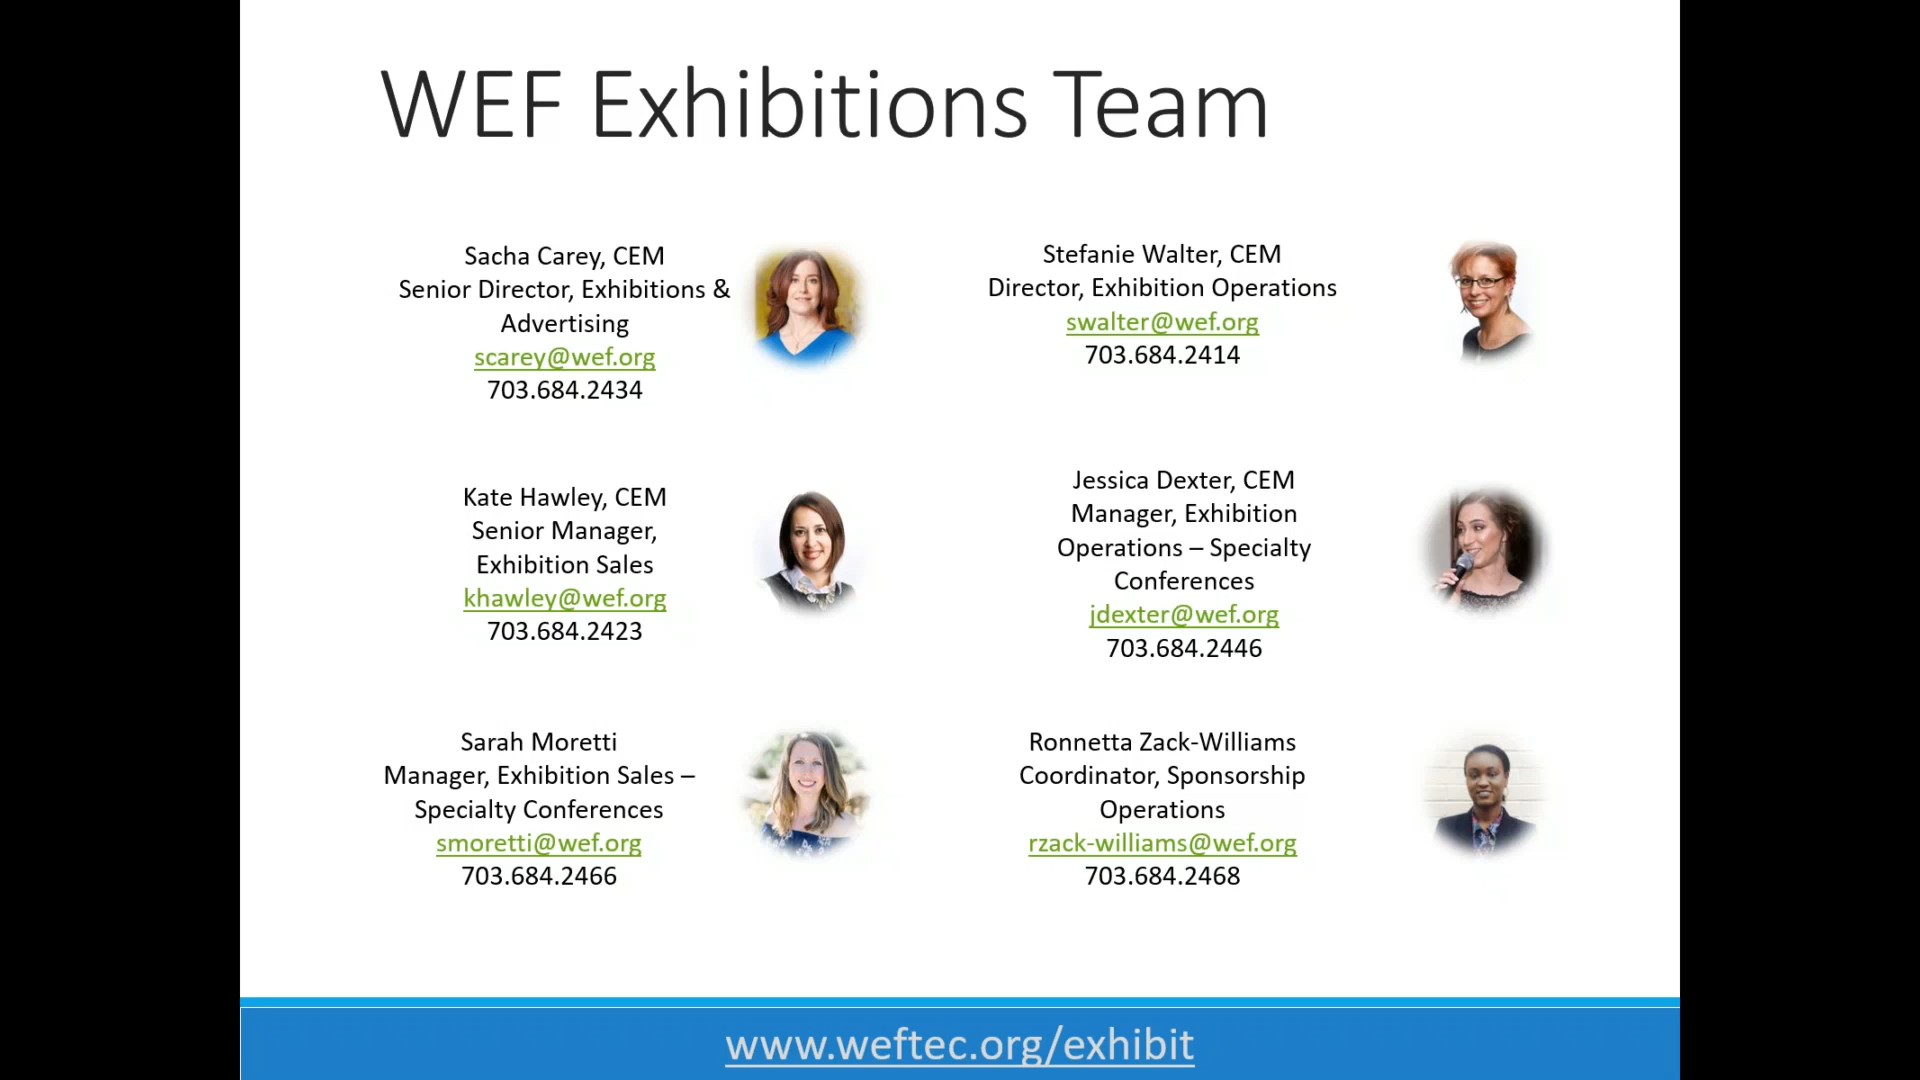 WEF Exhibitions Team
Sacha Carey, CEM
Senior Director, Exhibitions &
Advertising
scarey@wef.org
703.684.2434
Stefanie Walter, CEM
Director, Exhibition Operations
swalter@wef.org
703.684.2414
Kate Hawley, CEM
Senior Manager,
Exhibition Sales
khawley@wef.org
703.684.2423
Jessica Dexter, CEM
Manager, Exhibition
Operations – Specialty
Conferences
jdexter@wef.org
703.684.2446
Sarah Moretti
Manager, Exhibition Sales –
Specialty Conferences
smoretti@wef.org
703.684.2466
Ronnetta Zack-Williams
Coordinator, Sponsorship
Operations
rzack-williams@wef.org
703.684.2468
www.weftec.org/exhibit